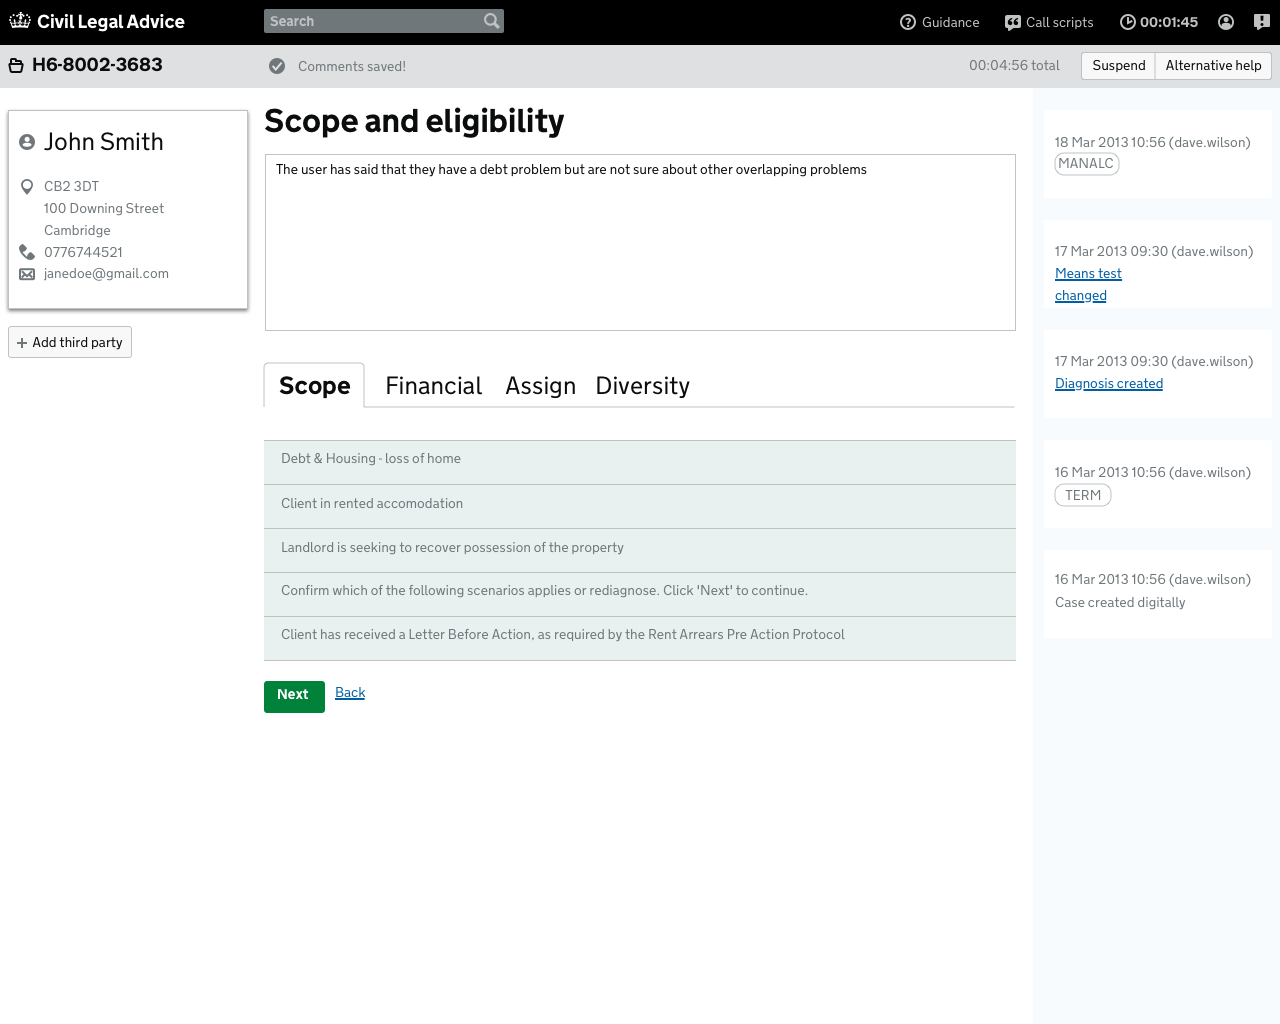 Civil Legal Advice
Search
Guidance
Call scripts
00:01:45
H6-8002-3683
Comments saved!
00:04:56 total
Suspend
Alternative help
John Smith
CB2 3DT
100 Downing Street
Cambridge
0776744521
janedoe@gmail.com
Add third party
Scope and eligibility
The user has said that they have a debt problem but are not sure about other overlapping problems
Scope
Financial
Assign
Diversity
Debt & Housing - loss of home
Client in rented accomodation
Landlord is seeking to recover possession of the property
Confirm which of the following scenarios applies or rediagnose. Click 'Next' to continue.
Client has received a Letter Before Action, as required by the Rent Arrears Pre Action Protocol
Next
Back
18 Mar 2013 10:56 (dave.wilson)
MANALC
17 Mar 2013 09:30 (dave.wilson)
Means test
changed
17 Mar 2013 09:30 (dave.wilson)
Diagnosis created
16 Mar 2013 10:56 (dave.wilson)
TERM
16 Mar 2013 10:56 (dave.wilson)
Case created digitally